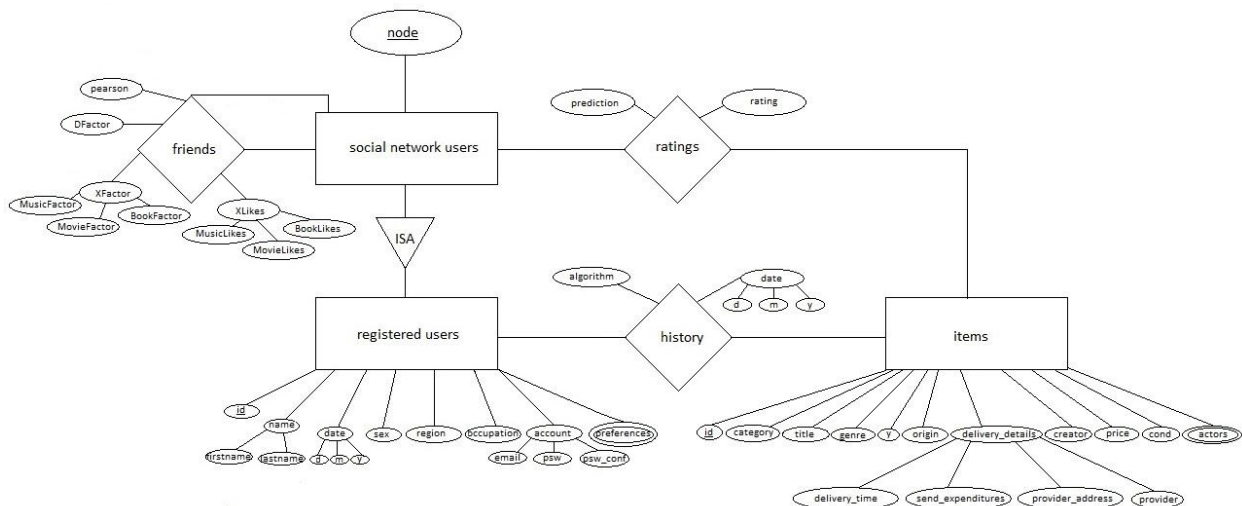 node
pearson
prediction
rating
DFactor
friends
social network users
ratings
XFactor
MusicFactor
BookFactor
MovieFactor
XLikes
MusicLikes
BookLikes
MovieLikes
ISA
algorithm
date
d
m
y
registered users
history
items
id
name
firstname
lastname
date
d
m
y
sex
region
occupation
account
email
psw
psw_conf
preferences
id
category
title
genre
y
origin
delivery_details
creator
price
cond
actors
delivery_time
send_expenditures
provider_address
provider